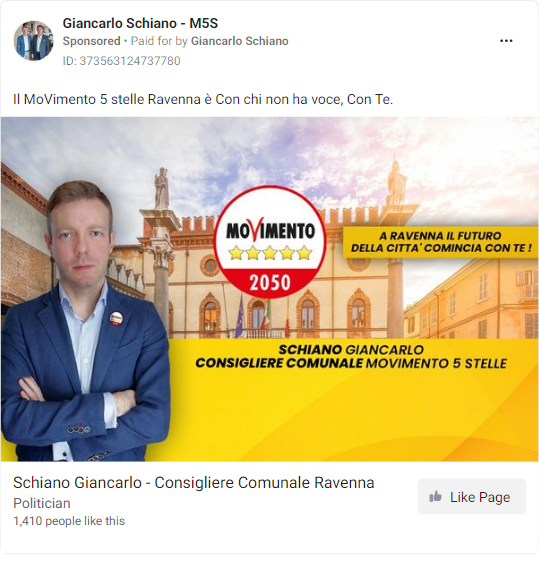 Giancarlo Schiano - M5S
Sponsored • Paid for by Giancarlo Schiano
ID: 373563124737780
Il MoVimento 5 stelle Ravenna è Con chi non ha voce, Con Te.
MOVIMENTO
2050
A RAVENNA IL FUTURO
DELLA CITTA' COMINCIA CON TE !
SCHIANO GIANCARLO
CONSIGLIERE COMUNALE MOVIMENTO 5 STELLE
Schiano Giancarlo - Consigliere Comunale Ravenna
Politician
1,410 people like this
Like Page